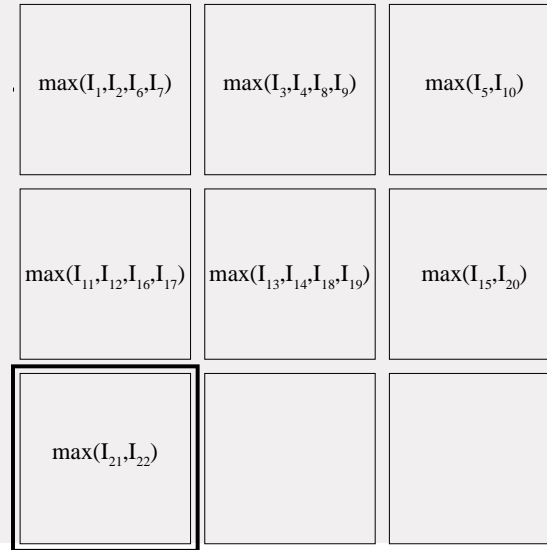 max(I₁,I₂,I₆,I₇) max(I₃,I₄,I₈,I₉) max(I₅,I₁₀)
max(I₁₁,I₁₂,I₁₆,I₁₇) max(I₁₃,I₁₄,I₁₈,I₁₉) max(I₁₅,I₂₀)
max(I₂₁,I₂₂)